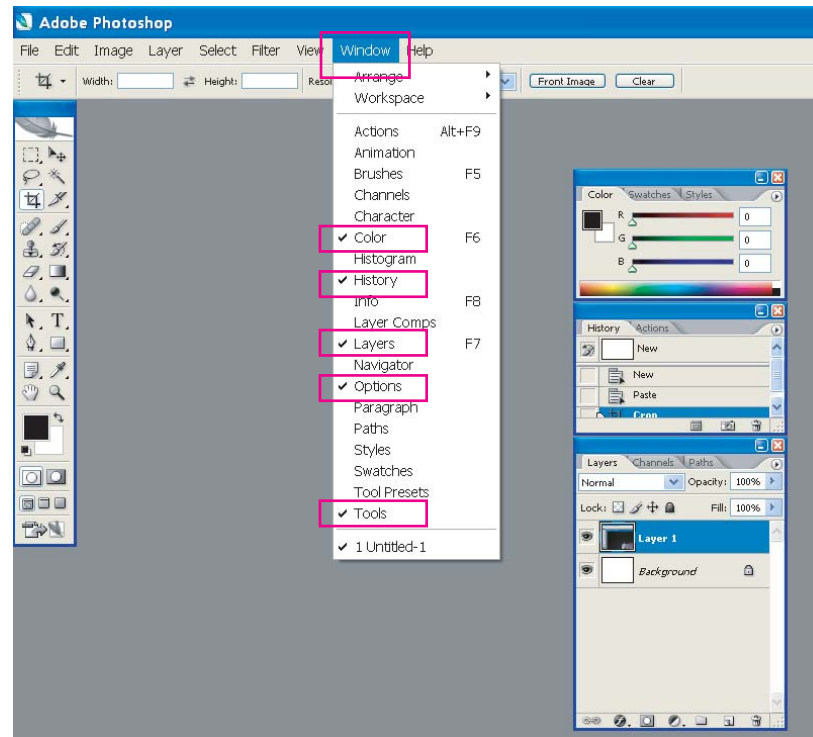 Adobe Photoshop
File Edit Image Layer Select Filter View Window Help
Width: Height: Resol Front Image Clear
Arrange
Workspace
Actions Alt+F9
Animation
Brushes F5
Channels
Character
Color F6
Histogram
History
Info F8
Layer Comps
Layers F7
Navigator
Options
Paragraph
Paths
Styles
Swatches
Tool Presets
Tools
1 Untitled-1
Color Swatches Styles
R 0
G 0
B 0
History Actions
New
New
Paste
Crop
Layers Channels Paths
Normal Opacity: 100%
Lock: Fill: 100%
Layer 1
Background